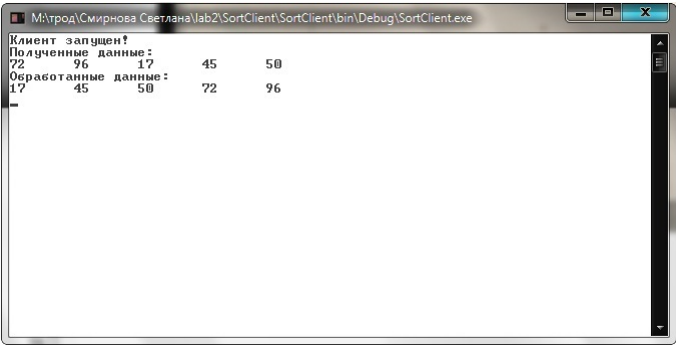 М:\трод\Смирнова Светлана\lab2\SortClient\SortClient\bin\Debug\SortClient.exe
Клиент запущен!
Полученные данные:
72 96 17 45 50
Обработанные данные:
17 45 50 72 96